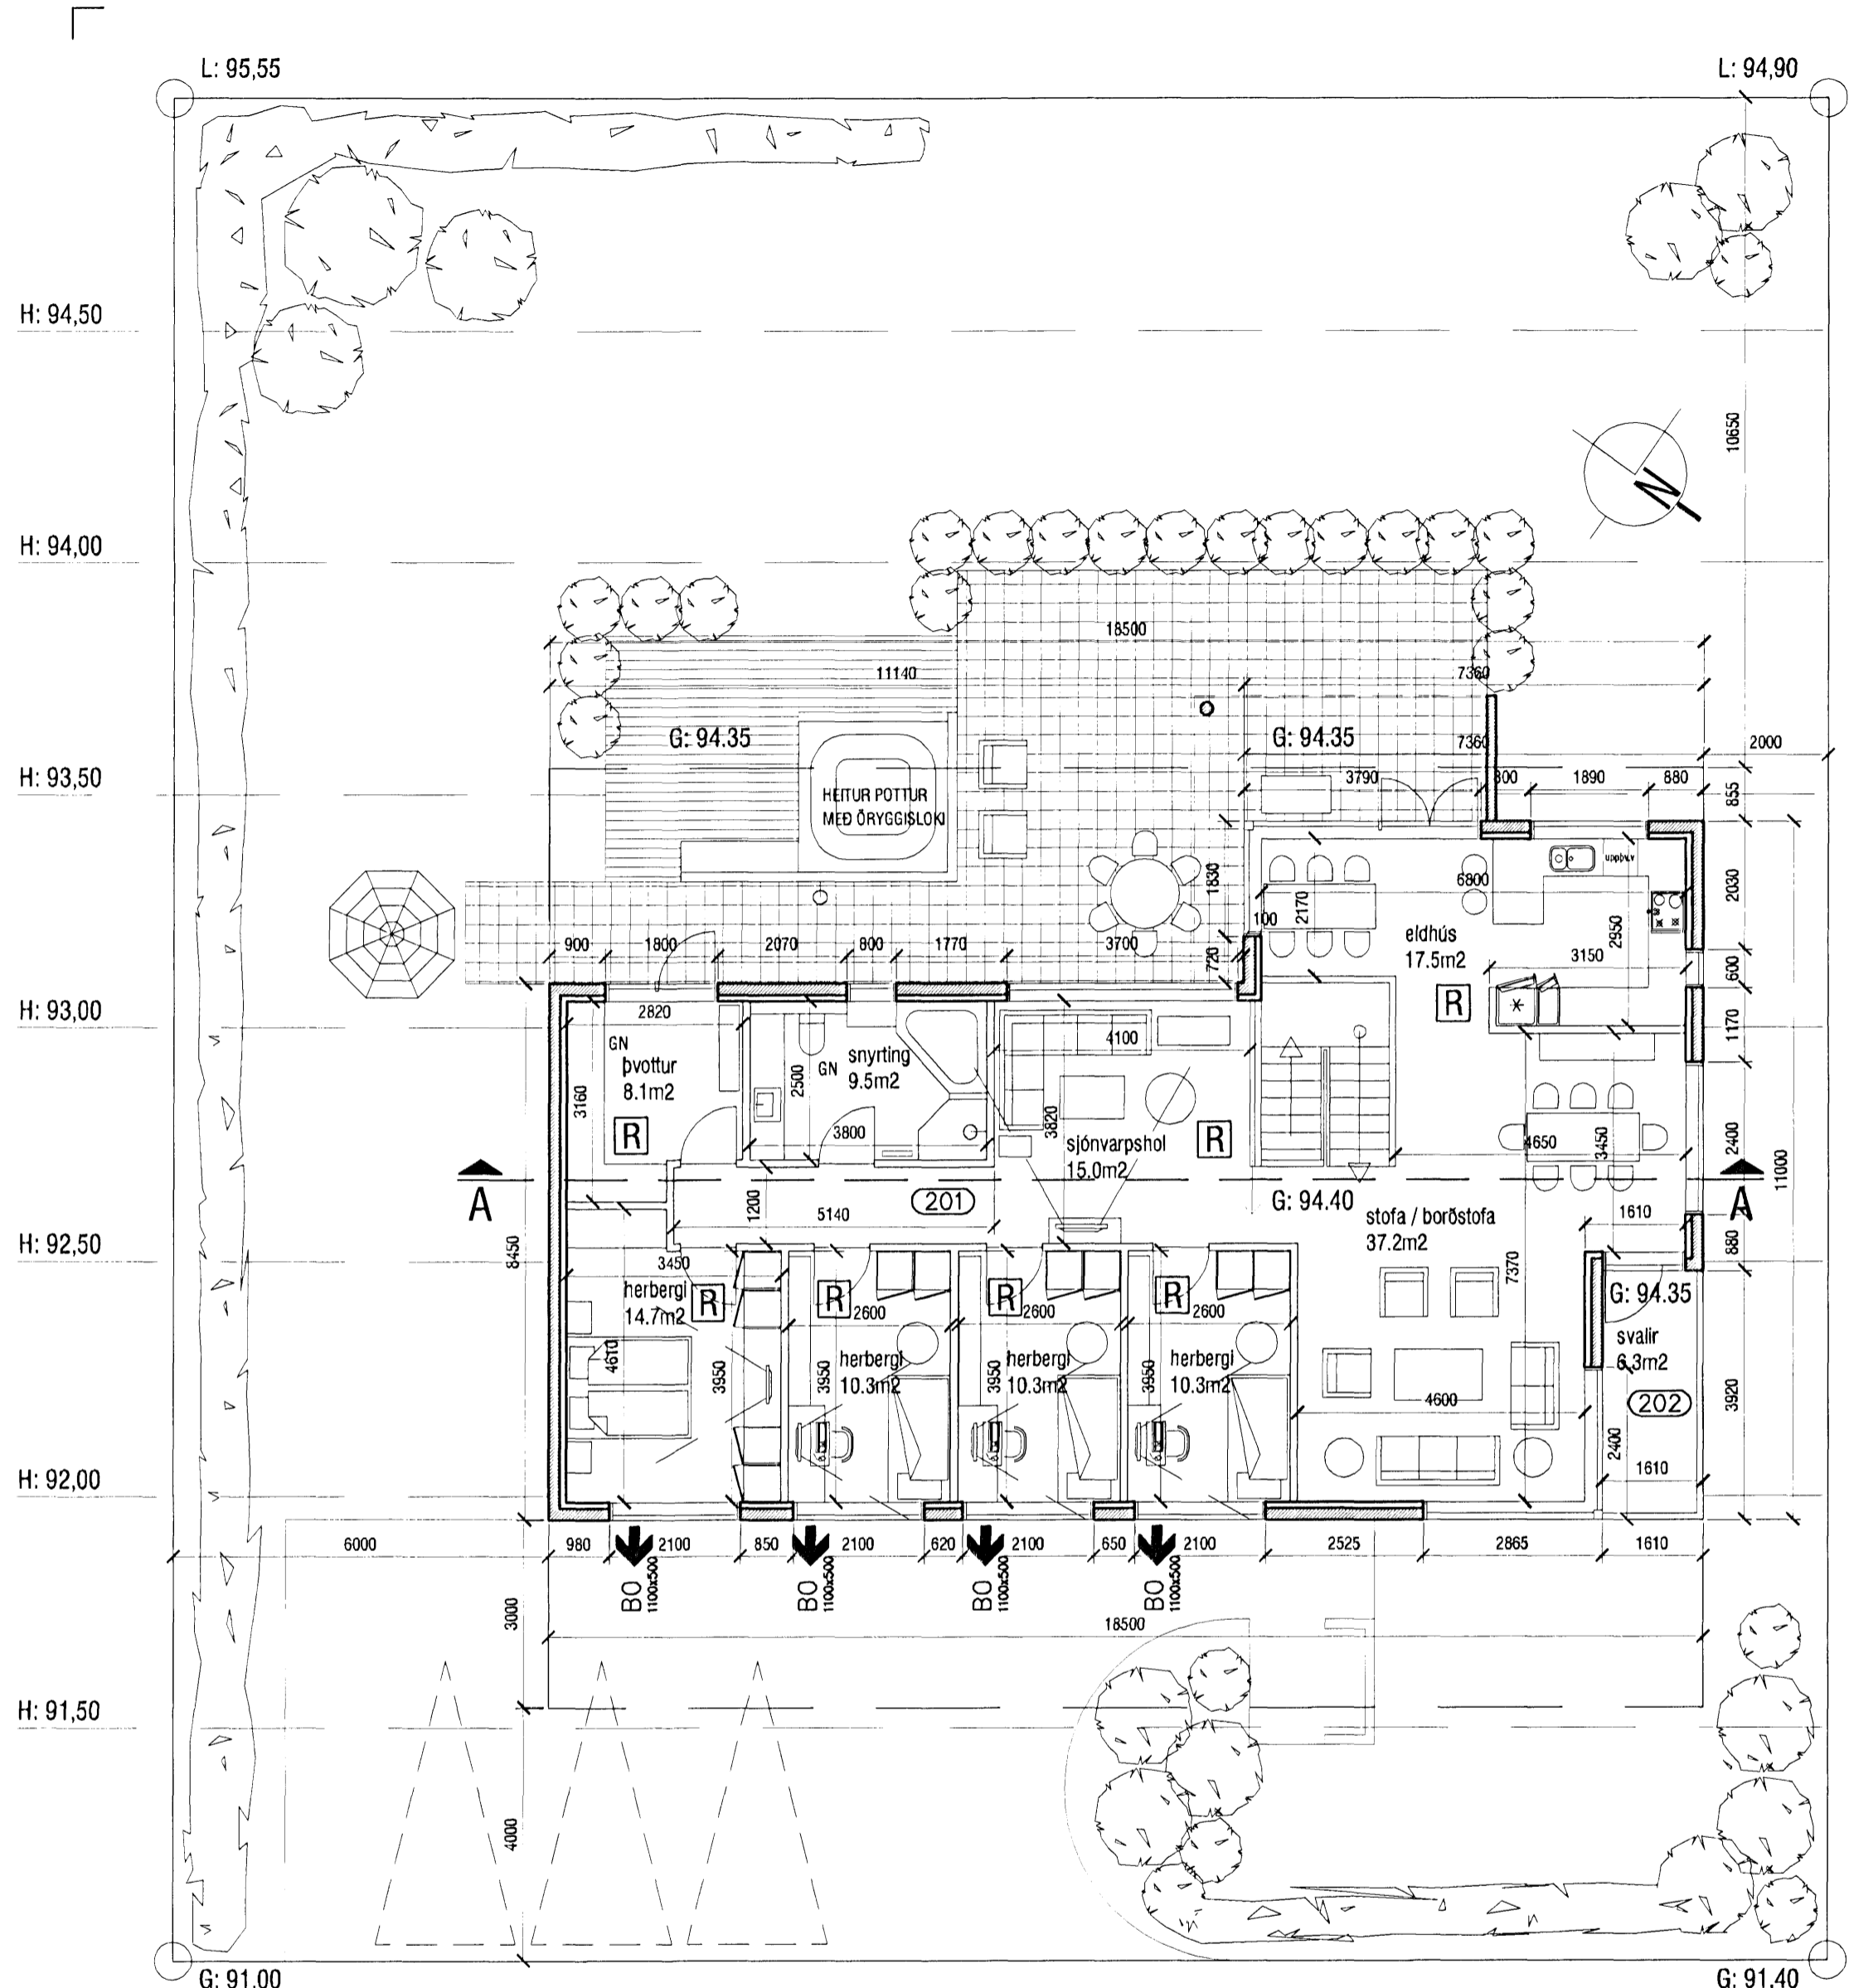 L: 95,55
L: 94,90
H: 94,50
10650
N
H: 94,00
18500
11140
7360
G: 94.35
G: 94.35
7360
2000
H: 93,50
3790
800
1890
880
855
HEITUR POTTUR
MEÐ ÖRYGGISLOKI
uppþv.v
1830
6800
2030
100
2170
eldhús
17.5m2
2950
900
1800
2070
800
1770
3700
720
3150
600
H: 93,00
2820
R
1170
GN
þvottur
8.1m2
GN
snyrting
9.5m2
4100
2500
3160
3820
R
3800
sjónvarpshol
15.0m2
R
4650
3450
2400
11000
A
1200
201
G: 94.40
A
5140
stofa / borðstofa
37.2m2
1610
H: 92,50
8450
880
3450
7370
herbergi
14.7m2
R
R
R
R
G: 94.35
2600
2600
2600
svalir
6.3m2
4610
3950
3950
herbergi
10.3m2
3950
herbergi
10.3m2
3950
herbergi
10.3m2
4600
202
3920
2400
H: 92,00
1610
6000
980
2100
850
2100
620
2100
650
2100
2525
2865
1610
BO
1100x500
BO
1100x500
BO
1100x500
BO
1100x500
3000
18500
H: 91,50
4000
G: 91.00
G: 91.40